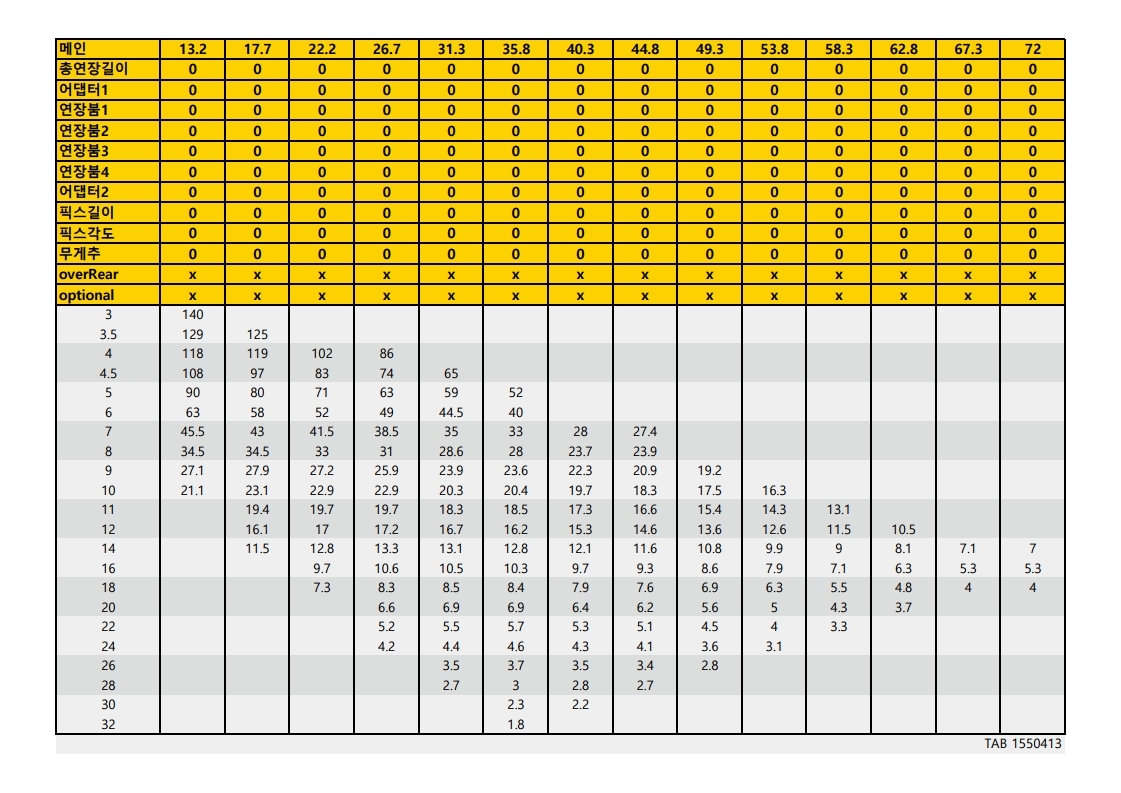 메인 13.2 17.7 22.2 26.7 31.3 35.8 40.3 44.8 49.3 53.8 58.3 62.8 67.3 72
총연장길이 0 0 0 0 0 0 0 0 0 0 0 0 0 0
어댑터1 0 0 0 0 0 0 0 0 0 0 0 0 0 0
연장붐1 0 0 0 0 0 0 0 0 0 0 0 0 0 0
연장붐2 0 0 0 0 0 0 0 0 0 0 0 0 0 0
연장붐3 0 0 0 0 0 0 0 0 0 0 0 0 0 0
연장붐4 0 0 0 0 0 0 0 0 0 0 0 0 0 0
어댑터2 0 0 0 0 0 0 0 0 0 0 0 0 0 0
픽스길이 0 0 0 0 0 0 0 0 0 0 0 0 0 0
픽스각도 0 0 0 0 0 0 0 0 0 0 0 0 0 0
무게추 0 0 0 0 0 0 0 0 0 0 0 0 0 0
overRear x x x x x x x x x x x x x x
optional x x x x x x x x x x x x x x
3 140
3.5 129 125
4 118 119 102 86
4.5 108 97 83 74 65
5 90 80 71 63 59 52
6 63 58 52 49 44.5 40
7 45.5 43 41.5 38.5 35 33 28 27.4
8 34.5 34.5 33 31 28.6 28 23.7 23.9
9 27.1 27.9 27.2 25.9 23.9 23.6 22.3 20.9 19.2
10 21.1 23.1 22.9 22.9 20.3 20.4 19.7 18.3 17.5 16.3
11 19.4 19.7 19.7 18.3 18.5 17.3 16.6 15.4 14.3 13.1
12 16.1 17 17.2 16.7 16.2 15.3 14.6 13.6 12.6 11.5 10.5
14 11.5 12.8 13.3 13.1 12.8 12.1 11.6 10.8 9.9 9 8.1 7.1 7
16 9.7 10.6 10.5 10.3 9.7 9.3 8.6 7.9 7.1 6.3 5.3 5.3
18 7.3 8.3 8.5 8.4 7.9 7.6 6.9 6.3 5.5 4.8 4 4
20 6.6 6.9 6.9 6.4 6.2 5.6 5 4.3 3.7
22 5.2 5.5 5.7 5.3 5.1 4.5 4 3.3
24 4.2 4.4 4.6 4.3 4.1 3.6 3.1
26 3.5 3.7 3.5 3.4 2.8
28 2.7 3 2.8 2.7
30 2.3 2.2
32 1.8
TAB 1550413